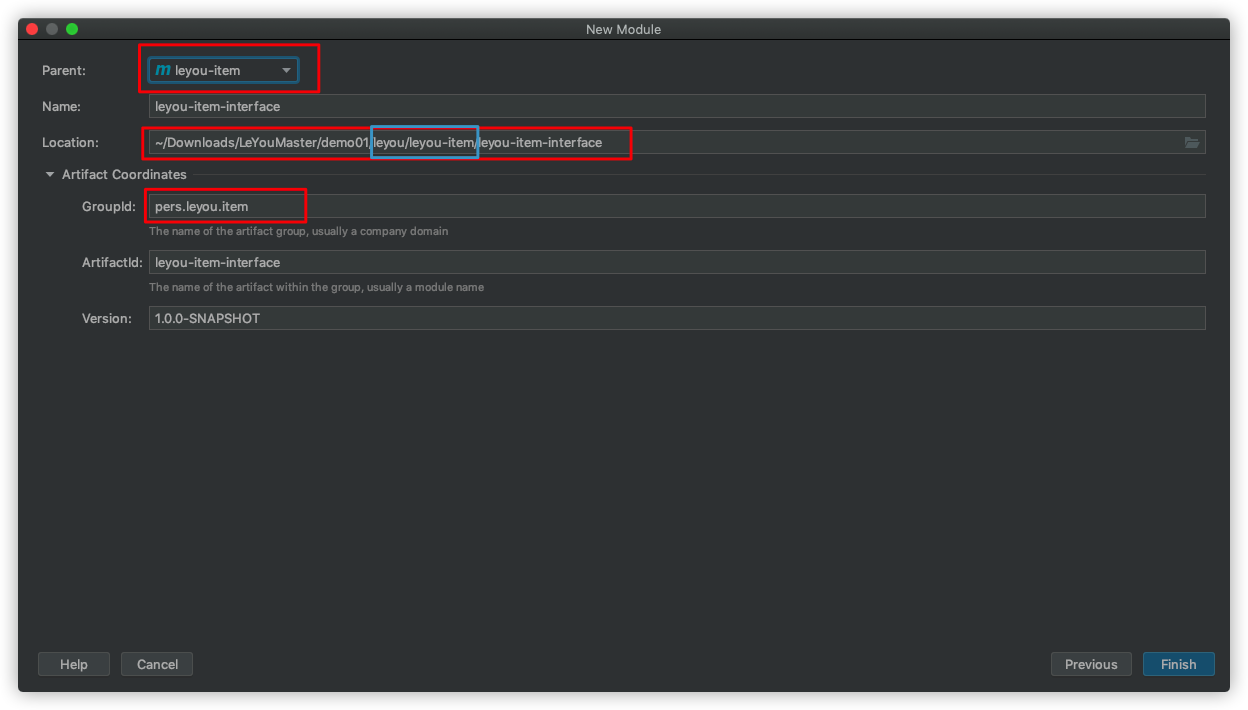 New Module
Parent: m leyou-item
Name: leyou-item-interface
Location: ~/Downloads/LeYouMaster/demo01/leyou/leyou-item/leyou-item-interface
Artifact Coordinates
GroupId: pers.leyou.item
The name of the artifact group, usually a company domain
ArtifactId: leyou-item-interface
The name of the artifact within the group, usually a module name
Version: 1.0.0-SNAPSHOT
Help Cancel Previous Finish